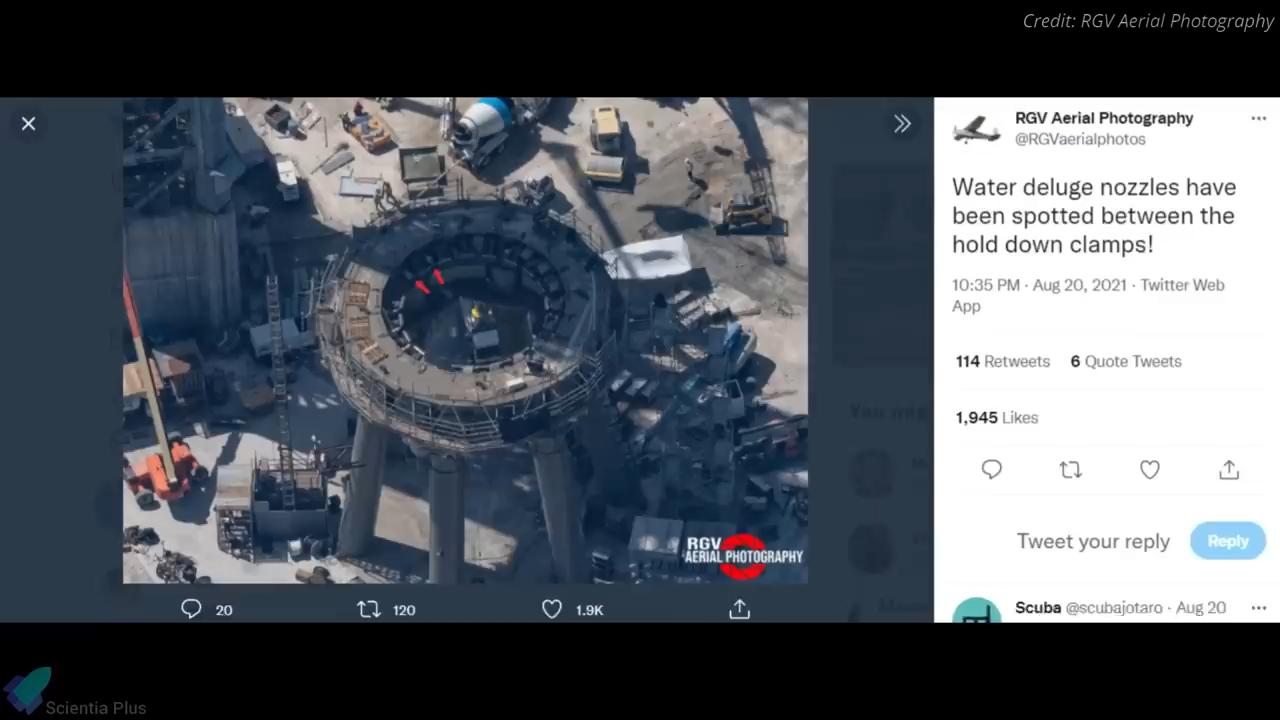 Credit: RGV Aerial Photography
RGV Aerial Photography
@RGVaerialphotos
Water deluge nozzles have
been spotted between the
hold down clamps!
10:35 PM · Aug 20, 2021 · Twitter Web
App
114 Retweets 6 Quote Tweets
1,945 Likes
Tweet your reply
Reply
Scuba @scubajotaro · Aug 20
RGV
AERIAL PHOTOGRAPHY
20
120
1.9K
Scientia Plus